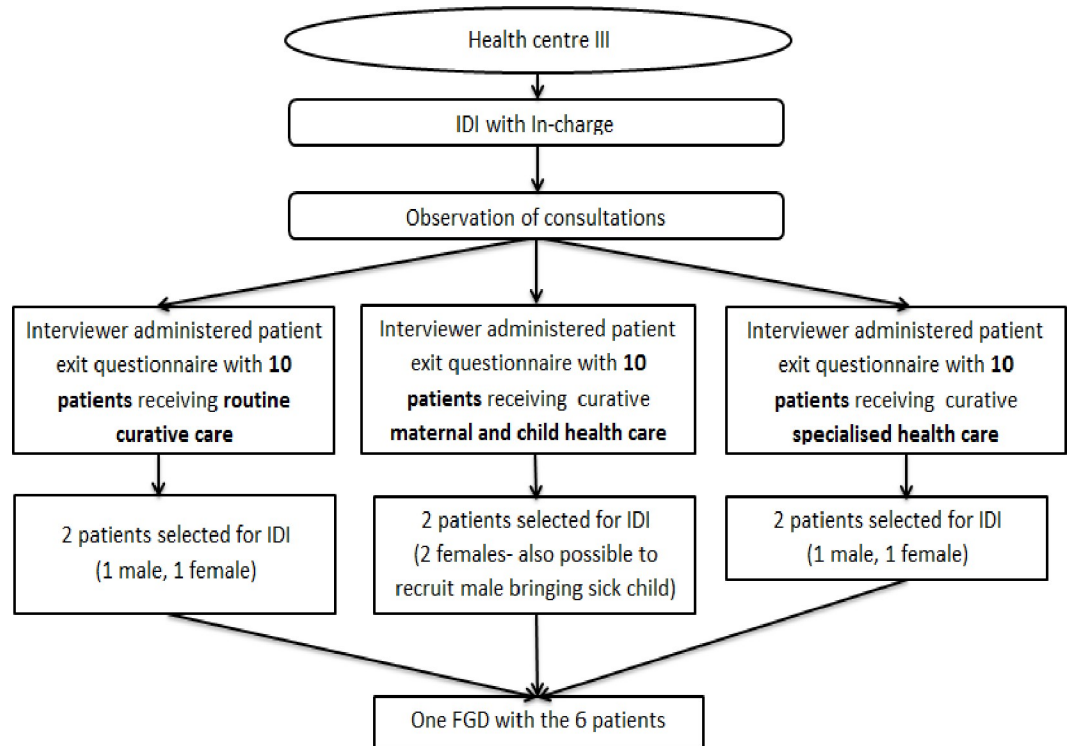 Health centre III
IDI with In-charge
Observation of consultations
Interviewer administered patient
exit questionnaire with 10
patients receiving routine
curative care
Interviewer administered patient
exit questionnaire with 10
patients receiving curative
maternal and child health care
Interviewer administered patient
exit questionnaire with 10
patients receiving curative
specialised health care
2 patients selected for IDI
(1 male, 1 female)
2 patients selected for IDI
(2 females- also possible to
recruit male bringing sick child)
2 patients selected for IDI
(1 male, 1 female)
One FGD with the 6 patients